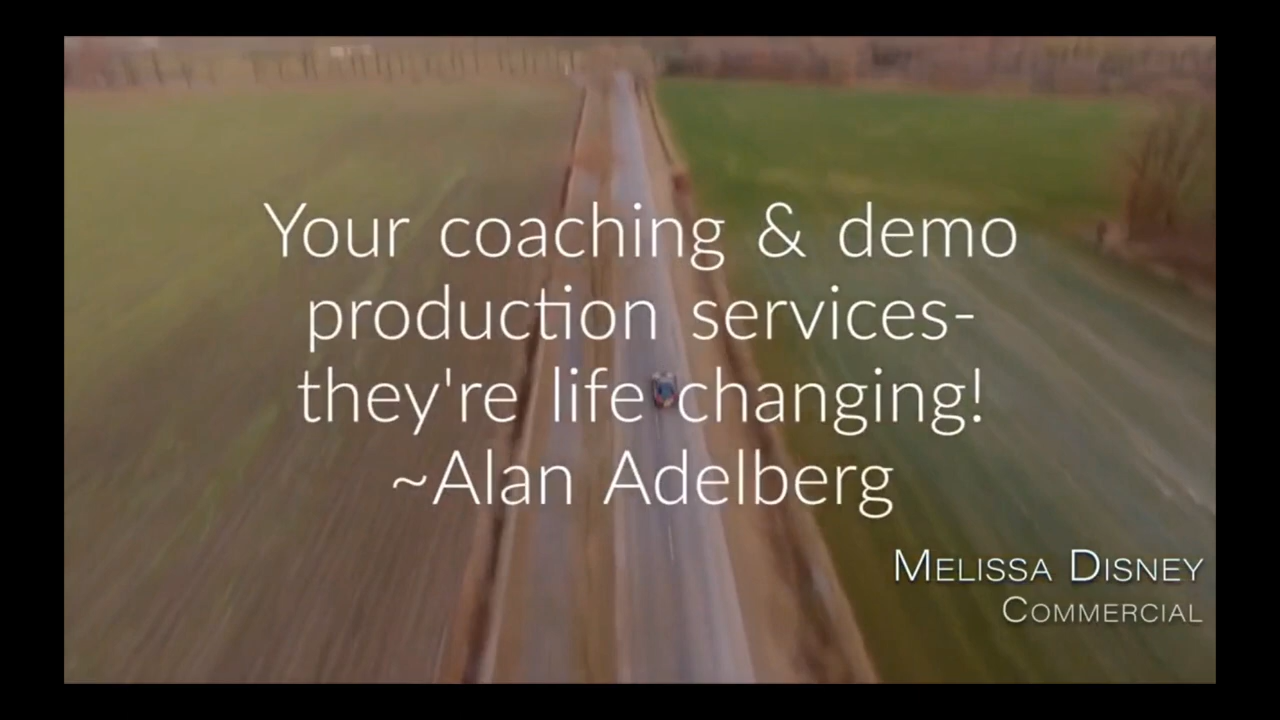 Your coaching & demo
production services-
they're life changing!
~Alan Adelberg
MELISSA DISNEY
COMMERCIAL